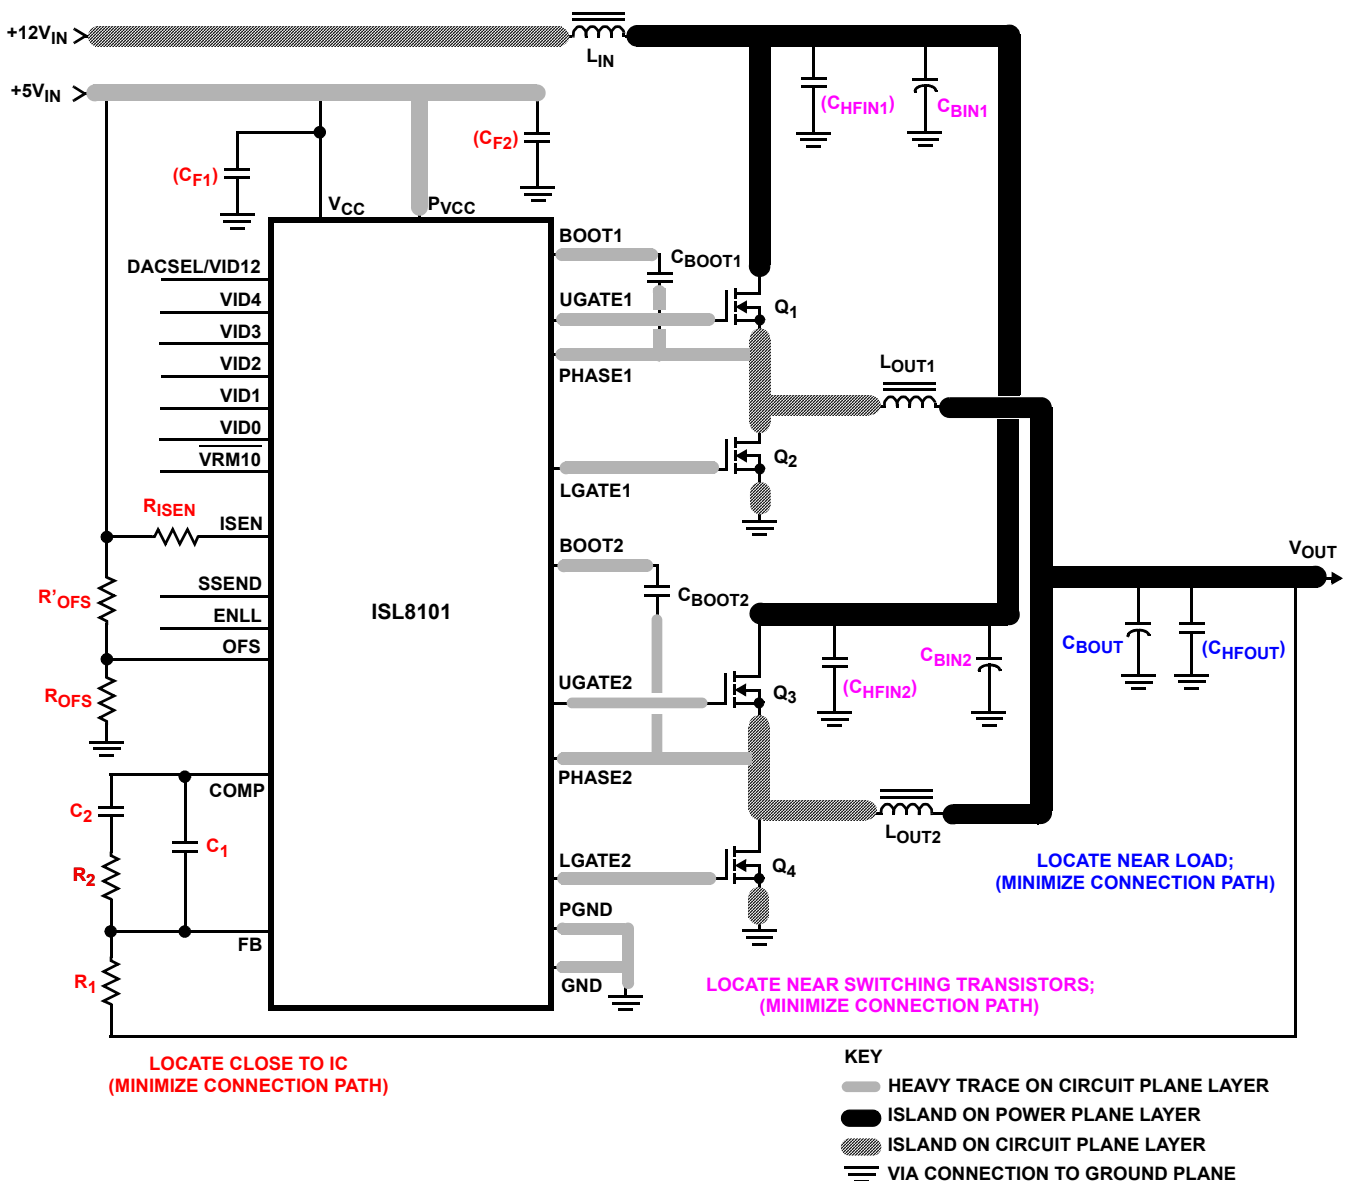 +12VIN
LIN
+5VIN
(CHFIN1)
CBIN1
(CF1)
(CF2)
VCC
PVCC
BOOT1
CBOOT1
DACSEL/VID12
VID4
UGATE1
Q1
VID3
VID2
PHASE1
LOUT1
VID1
VID0
VRM10
Q2
LGATE1
RISEN
ISEN
BOOT2
VOUT
SSEND
R'OFS
CBOOT2
ISL8101
ENLL
OFS
CBOUT
(CHFOUT)
CBIN2
ROFS
UGATE2
Q3
(CHFIN2)
PHASE2
COMP
C2
C1
LOUT2
R2
LGATE2
Q4
LOCATE NEAR LOAD;
(MINIMIZE CONNECTION PATH)
PGND
FB
R1
GND
LOCATE NEAR SWITCHING TRANSISTORS;
(MINIMIZE CONNECTION PATH)
LOCATE CLOSE TO IC
(MINIMIZE CONNECTION PATH)
KEY
HEAVY TRACE ON CIRCUIT PLANE LAYER
ISLAND ON POWER PLANE LAYER
ISLAND ON CIRCUIT PLANE LAYER
VIA CONNECTION TO GROUND PLANE